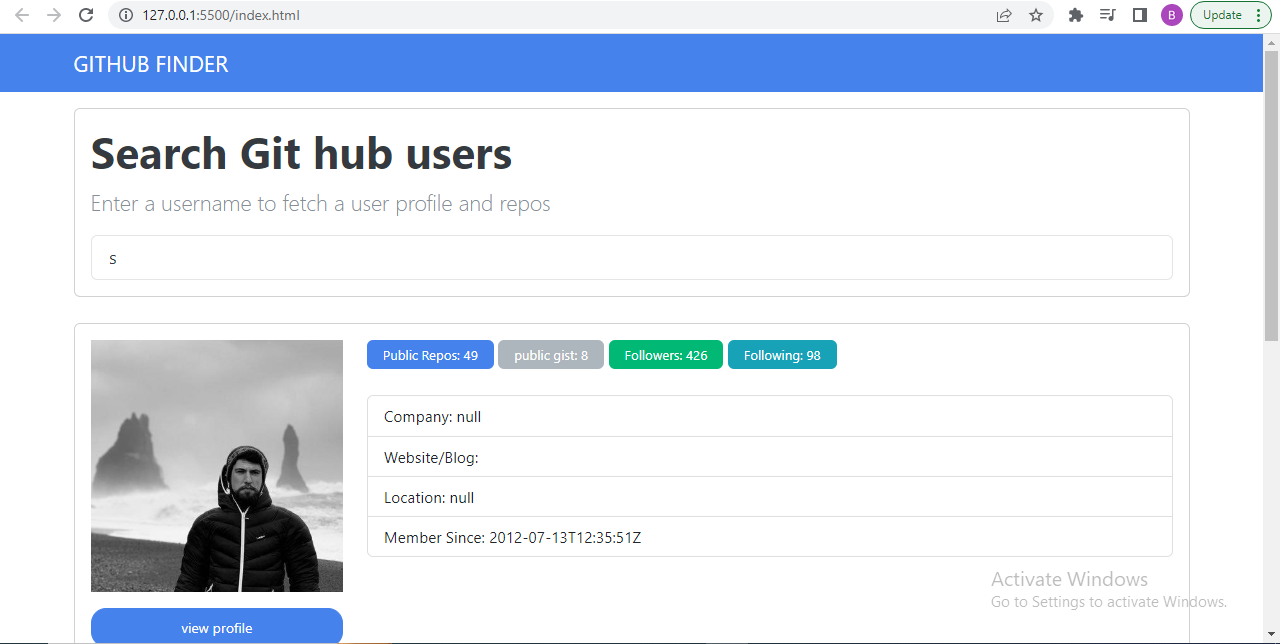 127.0.0.1:5500/index.html
B
Update
GITHUB FINDER
Search Git hub users
Enter a username to fetch a user profile and repos
s
Public Repos: 49 public gist: 8 Followers: 426 Following: 98
Company: null
Website/Blog:
Location: null
Member Since: 2012-07-13T12:35:51Z
Activate Windows
Go to Settings to activate Windows.
view profile